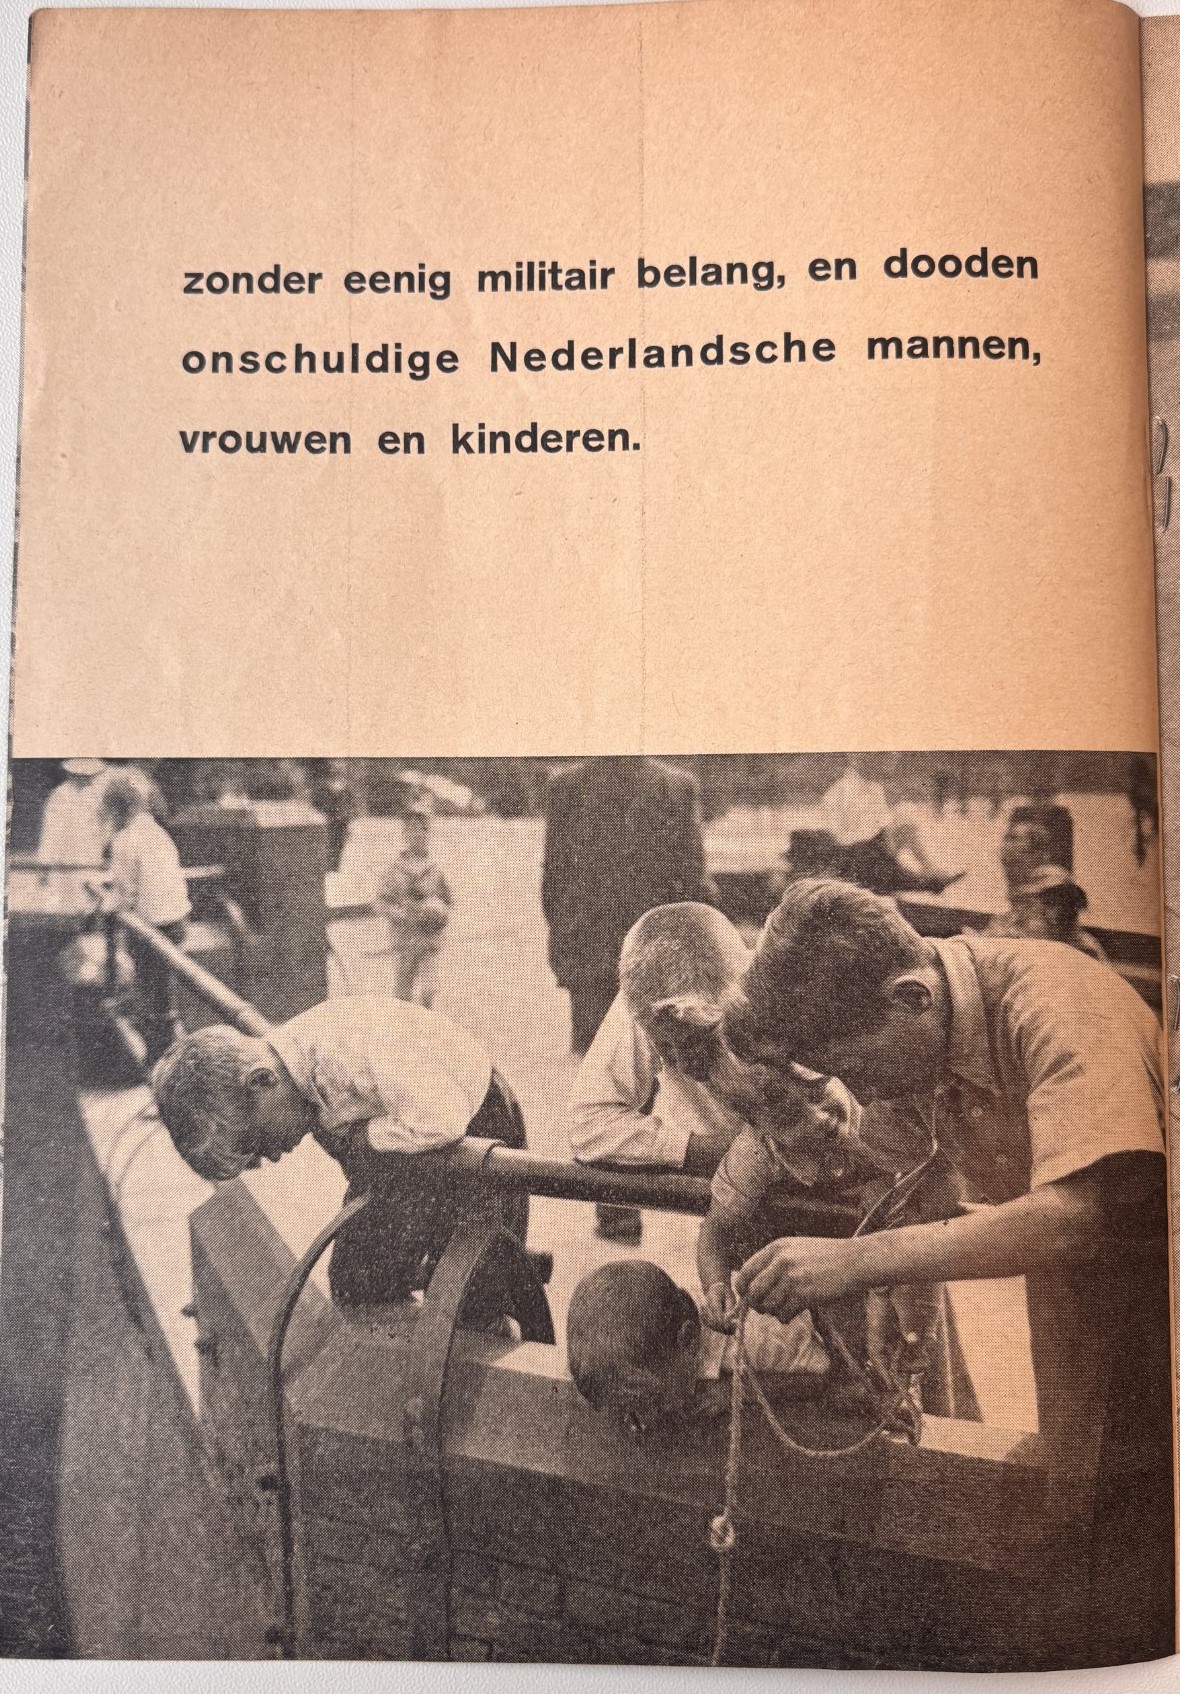 zonder eenig militair belang, en dooden
onschuldige Nederlandsche mannen,
vrouwen en kinderen.